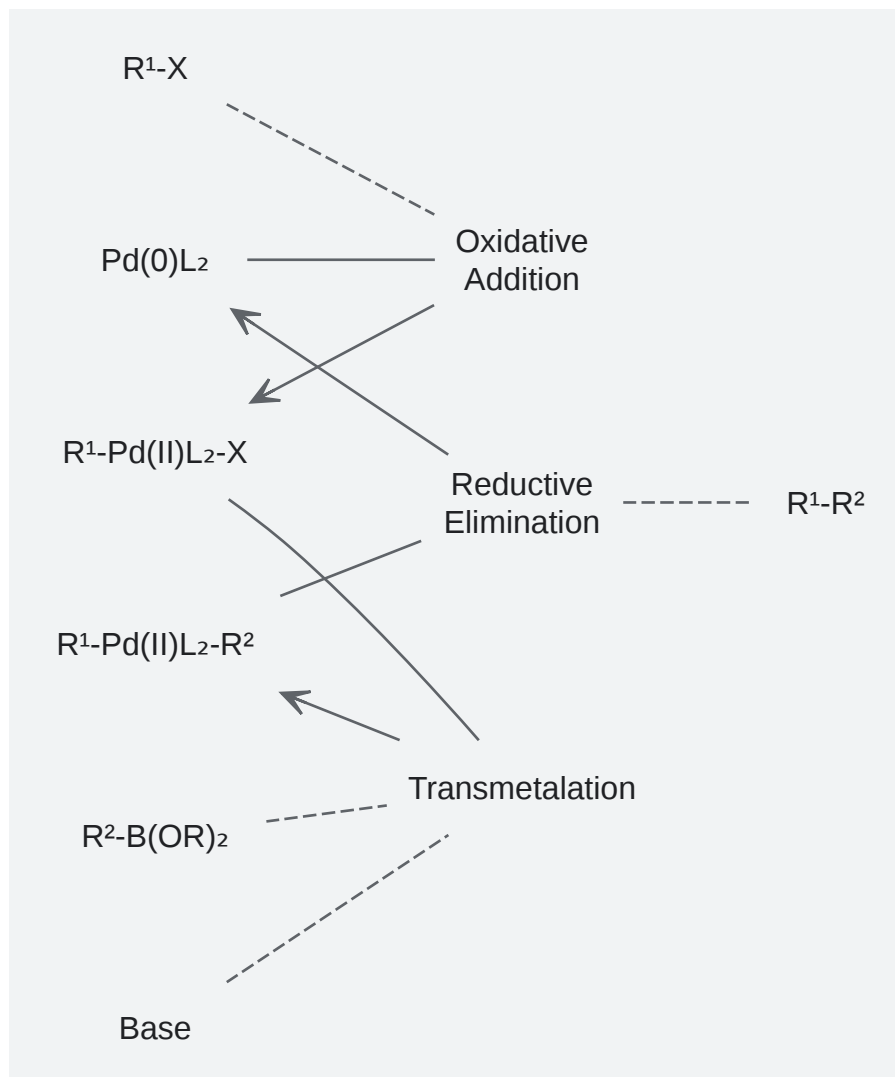 R¹-X
Oxidative
Addition
Pd(0)L₂
R¹-Pd(II)L₂-X
Reductive
Elimination
R¹-R²
R¹-Pd(II)L₂-R²
Transmetalation
R²-B(OR)₂
Base